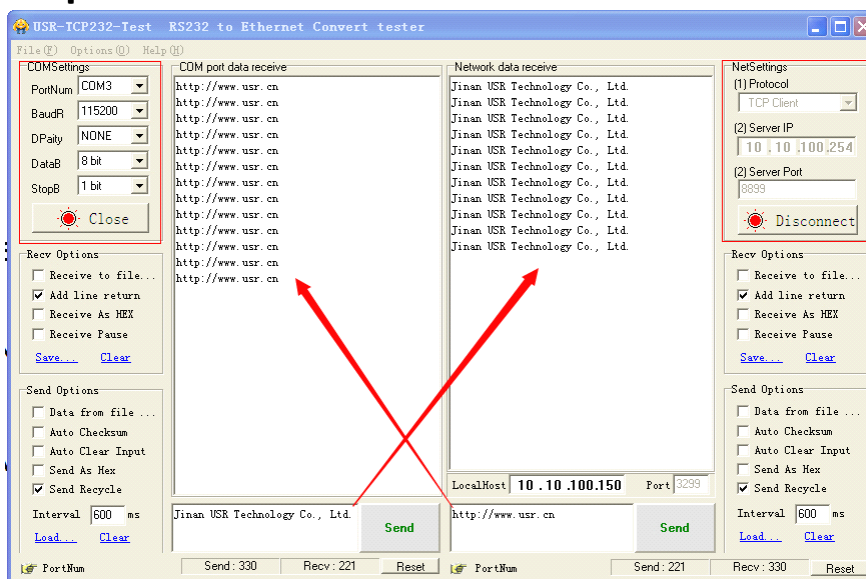 USR-TCP232-Test RS232 to Ethernet Convert tester
File(F) Options(O) Help(H)
COMSettings
PortNum COM3
BaudR 115200
DPaity NONE
DataB 8 bit
StopB 1 bit
Close
Recv Options
Receive to file...
Add line return
Receive As HEX
Receive Pause
Save... Clear
Send Options
Data from file ...
Auto Checksum
Auto Clear Input
Send As Hex
Send Recycle
Interval 600 ms
Load... Clear
COM port data receive
http://www.usr.cn
http://www.usr.cn
http://www.usr.cn
http://www.usr.cn
http://www.usr.cn
http://www.usr.cn
http://www.usr.cn
http://www.usr.cn
http://www.usr.cn
http://www.usr.cn
http://www.usr.cn
http://www.usr.cn
http://www.usr.cn
Jinan USR Technology Co., Ltd.
Send
Network data receive
Jinan USR Technology Co., Ltd.
Jinan USR Technology Co., Ltd.
Jinan USR Technology Co., Ltd.
Jinan USR Technology Co., Ltd.
Jinan USR Technology Co., Ltd.
Jinan USR Technology Co., Ltd.
Jinan USR Technology Co., Ltd.
Jinan USR Technology Co., Ltd.
Jinan USR Technology Co., Ltd.
Jinan USR Technology Co., Ltd.
Jinan USR Technology Co., Ltd.
LocalHost 10 .10 .100.150 Port 3299
http://www.usr.cn
Send
NetSettings
(1) Protocol
TCP Client
(2) Server IP
10 . 10 .100.254
(2) Server Port
8899
Disconnect
Recv Options
Receive to file...
Add line return
Receive As HEX
Receive Pause
Save... Clear
Send Options
Data from file ...
Auto Checksum
Auto Clear Input
Send As Hex
Send Recycle
Interval 600 ms
Load... Clear
PortNum Send : 330 Recv : 221 Reset
PortNum Send : 221 Recv : 330 Reset